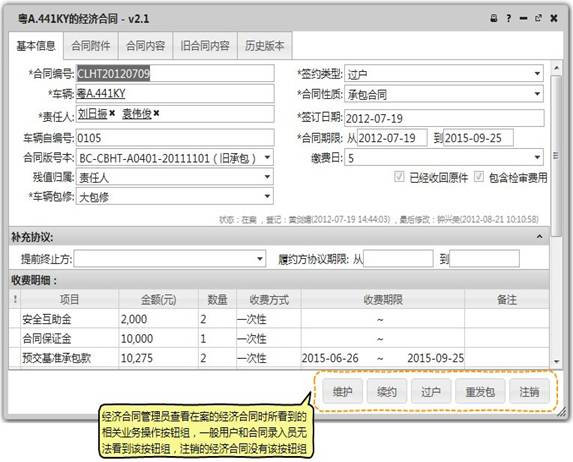 粤A.441KY的经济合同 - v2.1
基本信息 合同附件 合同内容 旧合同内容 历史版本
*合同编号: CLHT20120709 *签约类型: 过户
*车辆: 粤A.441KY *合同性质: 承包合同
*责任人: 刘日振 袁伟俊 *签订日期: 2012-07-19
车辆自编号: 0105 *合同期限: 从 2012-07-19 到 2015-09-25
合同版号本: BC-CBHT-A0401-20111101（旧承包） 缴费日: 5
残值归属: 责任人 已经收回原件 包含检审费用
*车辆包修: 大包修
状态：在案，登记：黄剑嫦(2012-07-19 14:44:03)，最后修改：钟兴荣(2012-08-21 10:10:58)
补充协议:
提前终止方: 履约方协议期限: 从 到
收费明细：
! 项目 金额(元) 数量 收费方式 收费期限 备注
安全互助金 2,000 2 一次性 ~
合同保证金 10,000 1 一次性 ~
预交基准承包款 10,275 2 一次性 2015-06-26 ~ 2015-09-25
维护 续约 过户 重发包 注销
经济合同管理员查看在案的经济合同时所看到的
相关业务操作按钮组，一般用户和合同录入员无
法看到该按钮组，注销的经济合同没有该按钮组